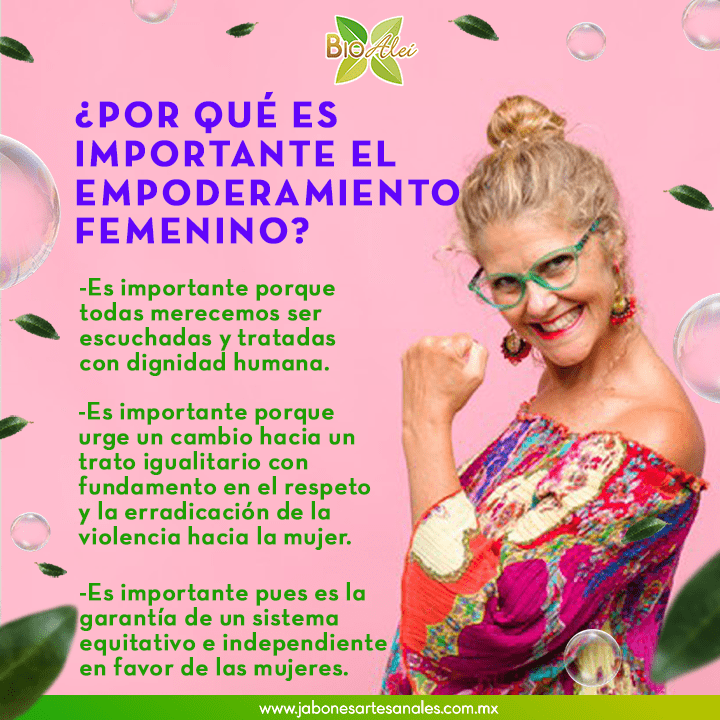 BIO Alei
¿POR QUÉ ES
IMPORTANTE EL
EMPODERAMIENTO
FEMENINO?
-Es importante porque
todas merecemos ser
escuchadas y tratadas
con dignidad humana.
-Es importante porque
urge un cambio hacia un
trato igualitario con
fundamento en el respeto
y la erradicación de la
violencia hacia la mujer.
-Es importante pues es la
garantía de un sistema
equitativo e independiente
en favor de las mujeres.
www.jabonesartesanales.com.mx